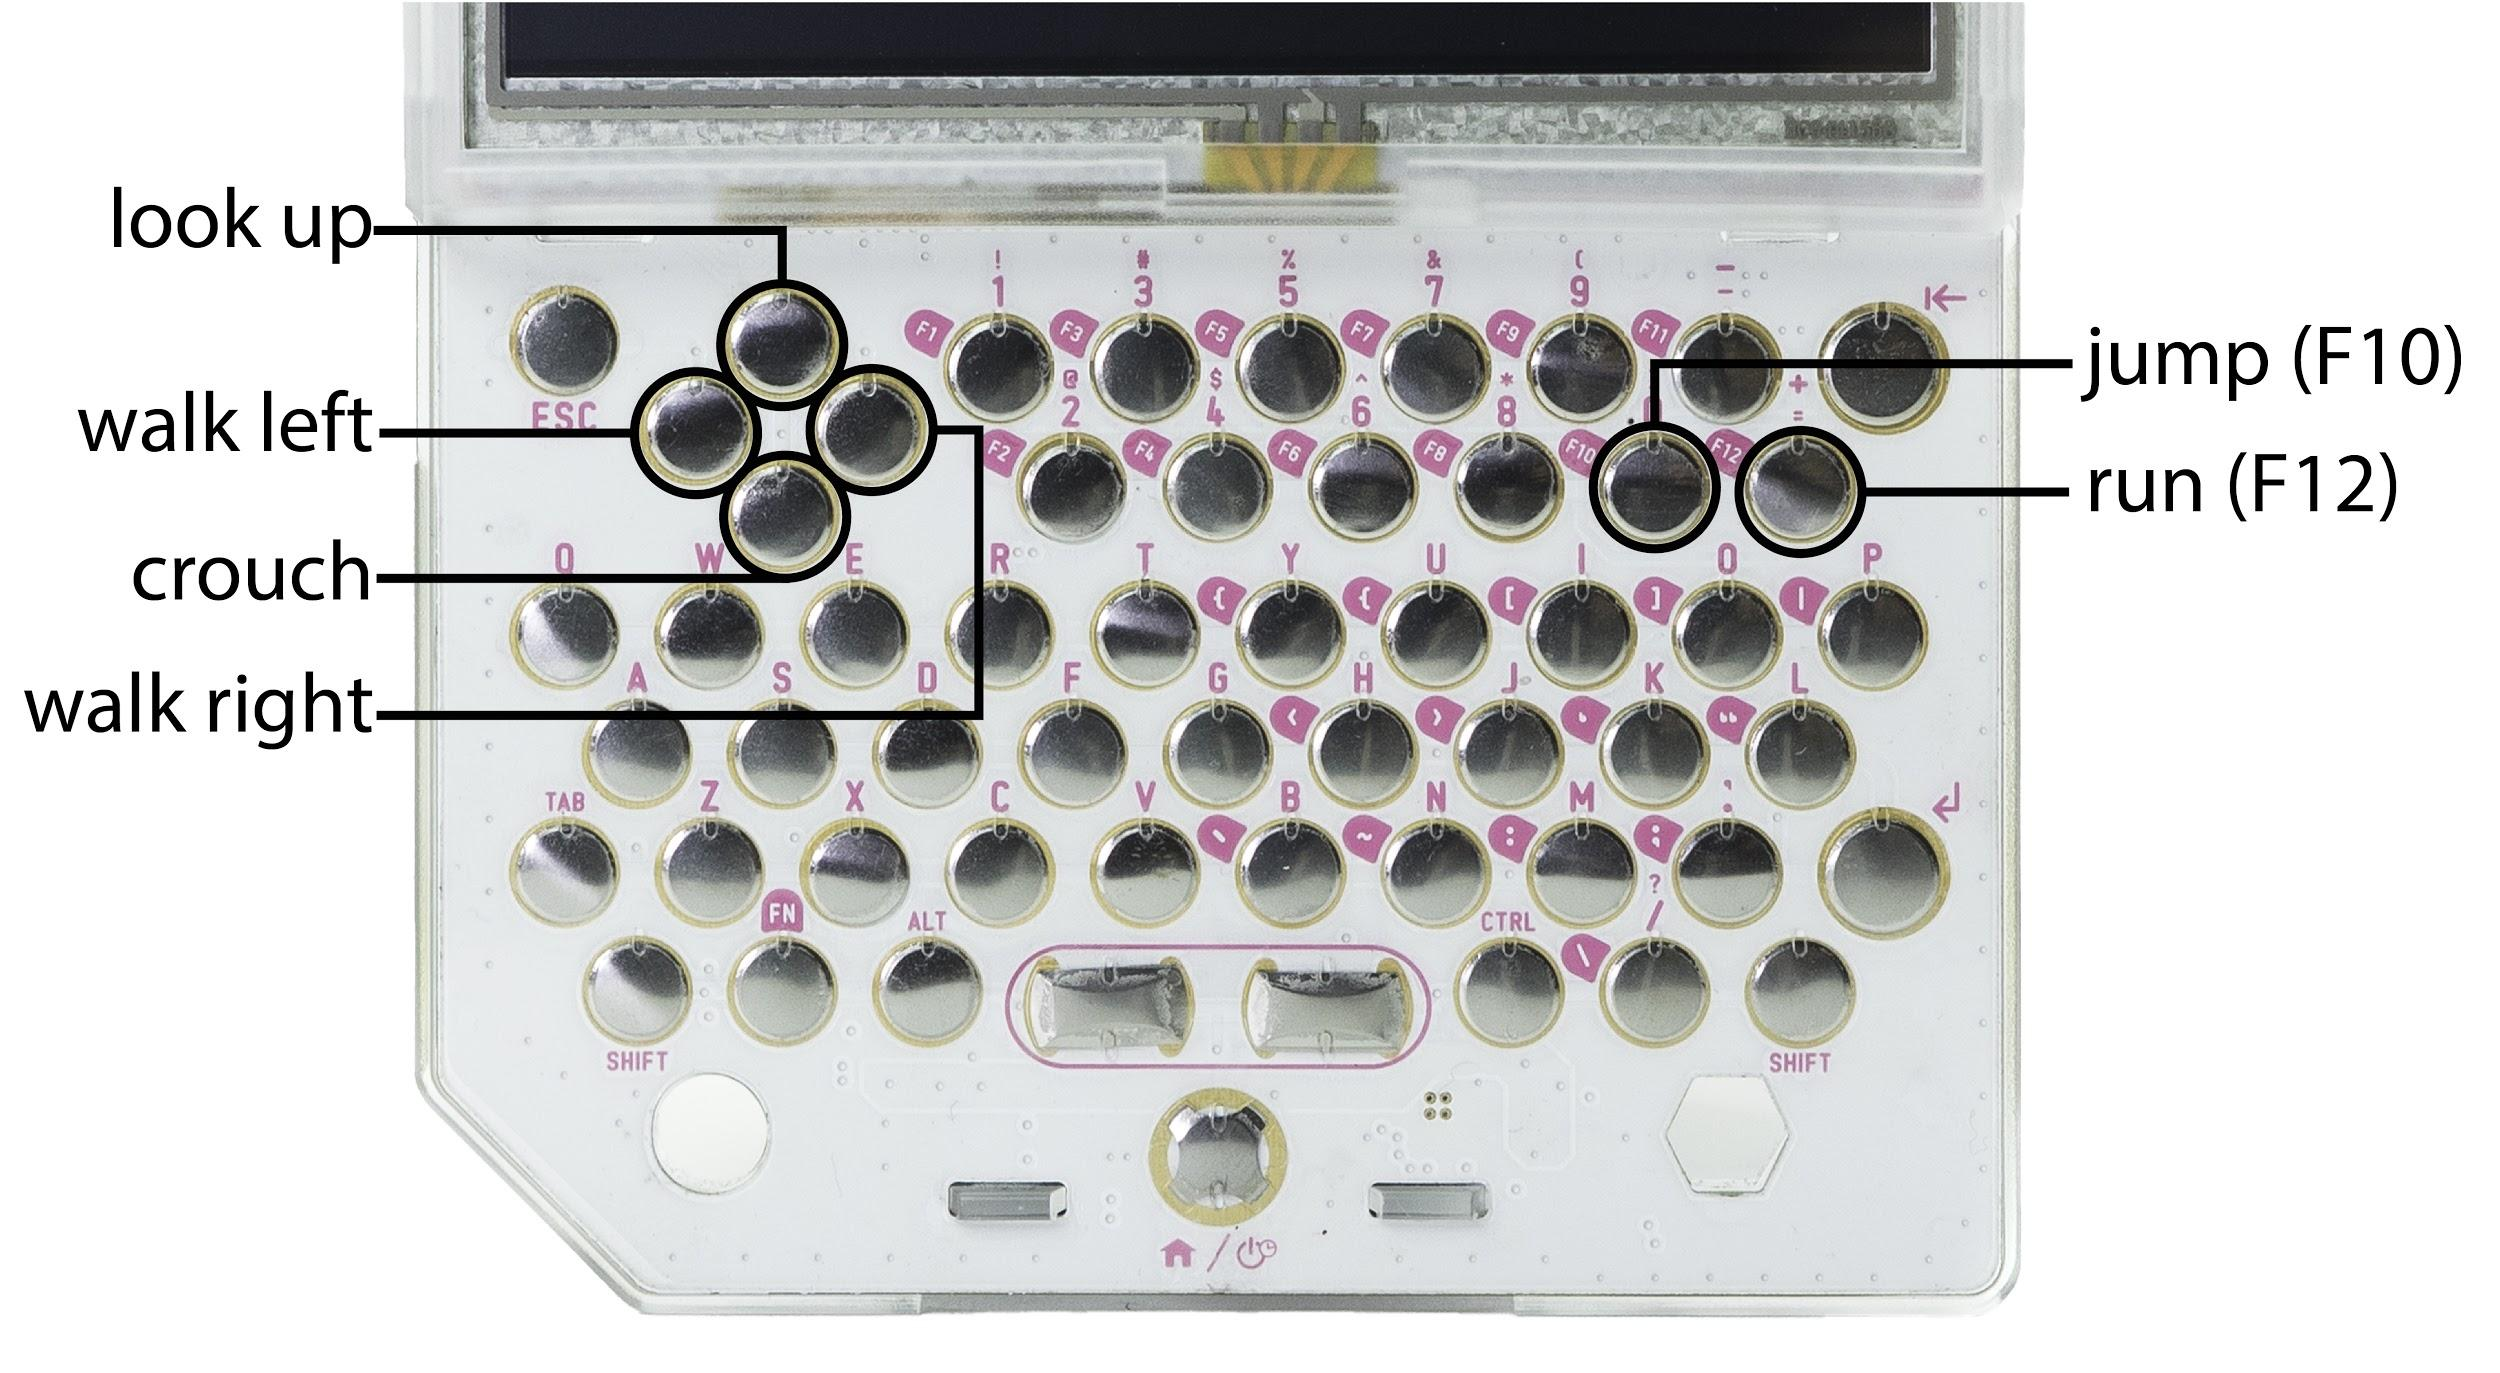 look up
walk left
crouch
walk right
jump (F10)
run (F12)
! # % & ( _
1 3 5 7 9 -
F1 F3 F5 F7 F9 F11
ESC
@ $ ^ * +
2 4 6 8 =
F2 F4 F6 F8 F10 F12
Q W E R T Y U I O P
{ { [ ] |
A S D F G H J K L
< > “
TAB Z X C V B N M
~ : ;
FN ALT CTRL ? /
\
SHIFT SHIFT
/